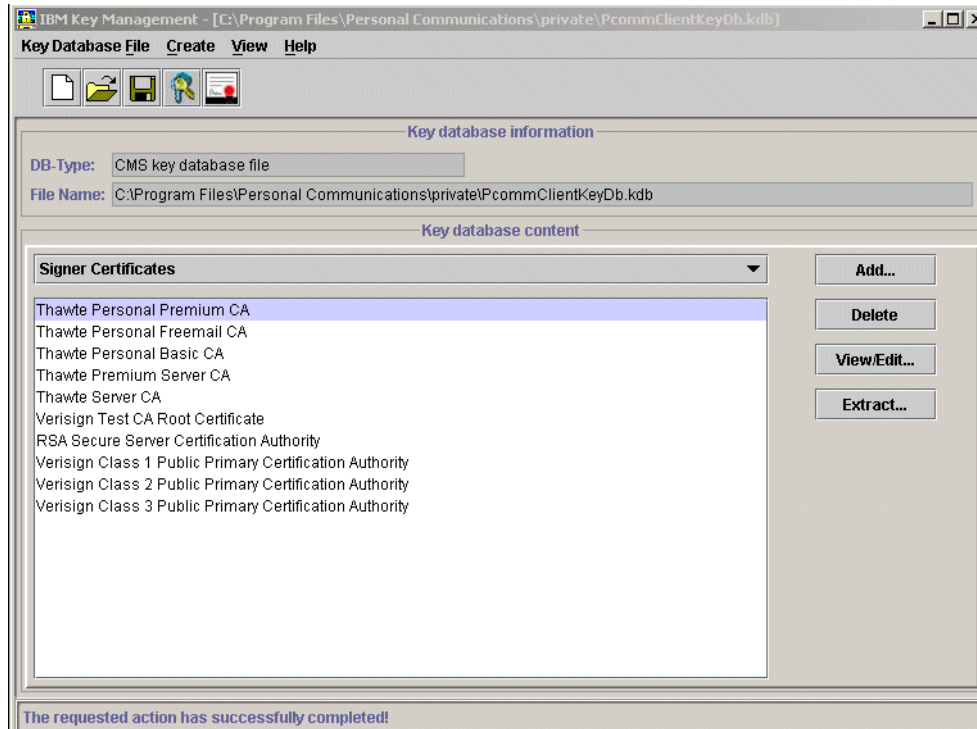 IBM Key Management - [C:\Program Files\Personal Communications\private\PcommClientKeyDb.kdb]
Key Database File Create View Help
Key database information
DB-Type: CMS key database file
File Name: C:\Program Files\Personal Communications\private\PcommClientKeyDb.kdb
Key database content
Signer Certificates
Add...
Thawte Personal Premium CA
Delete
Thawte Personal Freemail CA
Thawte Personal Basic CA
View/Edit...
Thawte Premium Server CA
Thawte Server CA
Extract...
Verisign Test CA Root Certificate
RSA Secure Server Certification Authority
Verisign Class 1 Public Primary Certification Authority
Verisign Class 2 Public Primary Certification Authority
Verisign Class 3 Public Primary Certification Authority
The requested action has successfully completed!